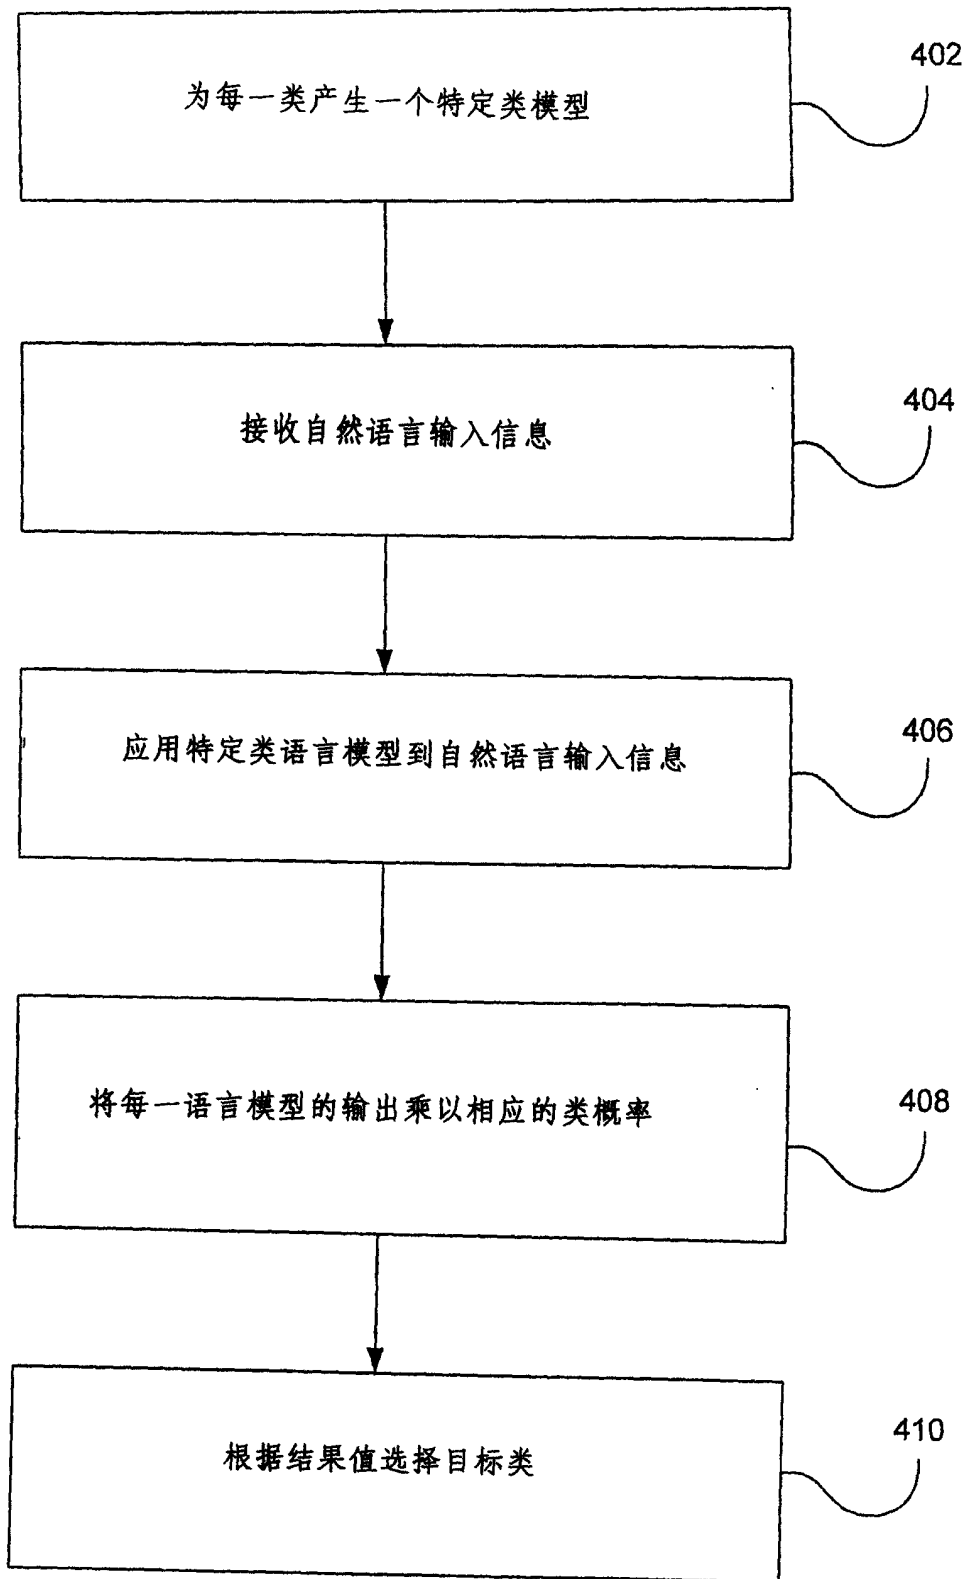 为每一类产生一个特定类模型
402
接收自然语言输入信息
404
应用特定类语言模型到自然语言输入信息
406
将每一语言模型的输出乘以相应的类概率
408
根据结果值选择目标类
410